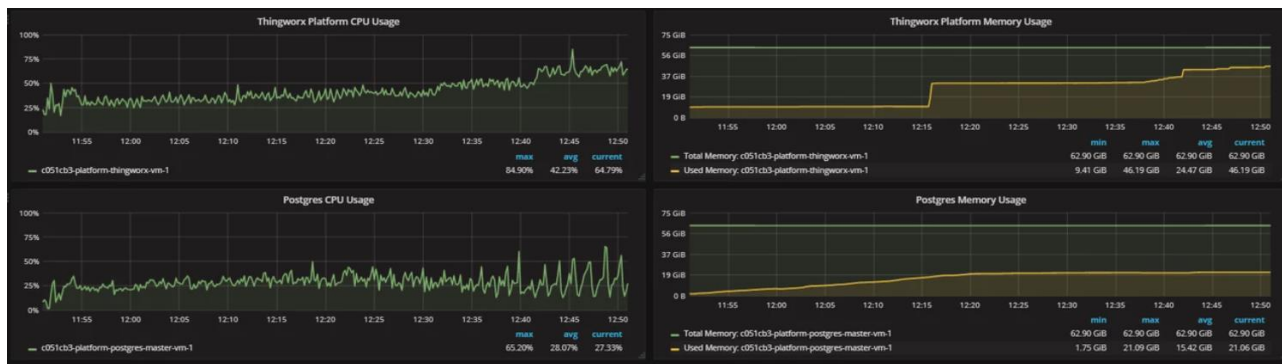 Thingworx Platform CPU Usage
100%
75%
50%
25%
0%
11:55 12:00 12:05 12:10 12:15 12:20 12:25 12:30 12:35 12:40 12:45 12:50
max avg current
c051cb3-platform-thingworx-vm-1 84.90% 42.23% 64.79%
Thingworx Platform Memory Usage
75 GiB
56 GiB
37 GiB
19 GiB
0 B
11:55 12:00 12:05 12:10 12:15 12:20 12:25 12:30 12:35 12:40 12:45 12:50
min max avg current
Total Memory: c051cb3-platform-thingworx-vm-1 62.90 GiB 62.90 GiB 62.90 GiB 62.90 GiB
Used Memory: c051cb3-platform-thingworx-vm-1 9.41 GiB 46.19 GiB 24.47 GiB 46.19 GiB
Postgres CPU Usage
100%
75%
50%
25%
0%
11:55 12:00 12:05 12:10 12:15 12:20 12:25 12:30 12:35 12:40 12:45 12:50
max avg current
c051cb3-platform-postgres-master-vm-1 65.20% 28.07% 27.33%
Postgres Memory Usage
75 GiB
56 GiB
37 GiB
19 GiB
0 B
11:55 12:00 12:05 12:10 12:15 12:20 12:25 12:30 12:35 12:40 12:45 12:50
min max avg current
Total Memory: c051cb3-platform-postgres-master-vm-1 62.90 GiB 62.90 GiB 62.90 GiB 62.90 GiB
Used Memory: c051cb3-platform-postgres-master-vm-1 1.75 GiB 21.09 GiB 15.42 GiB 21.06 GiB